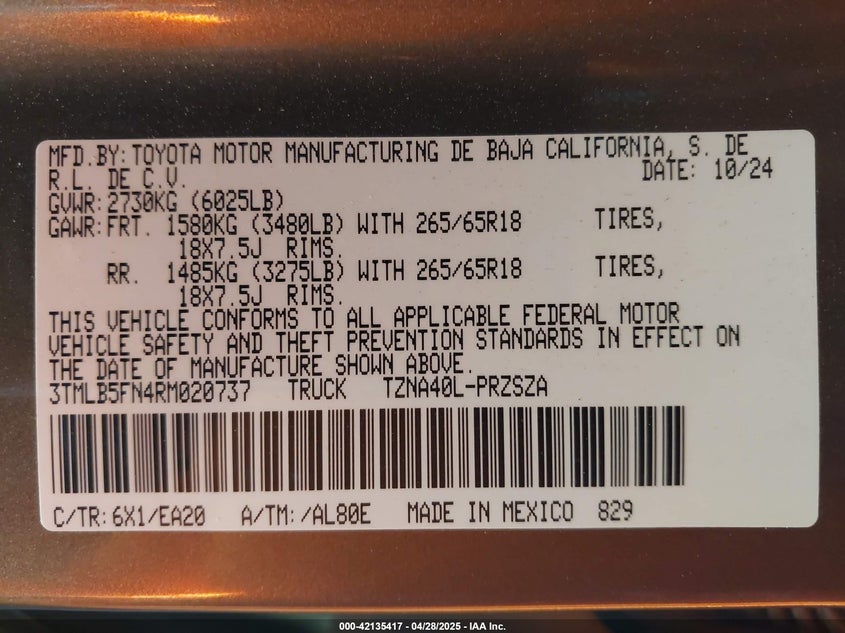 MFD.BY: TOYOTA MOTOR MANUFACTURING DE BAJA CALIFORNIA, S. DE
R.L. DE C.V. DATE: 10/24
GVWR: 2730KG (6025LB)
GAWR: FRT. 1580KG (3480LB) WITH 265/65R18 TIRES,
18X7.5J RIMS.
RR. 1485KG (3275LB) WITH 265/65R18 TIRES,
18X7.5J RIMS.
THIS VEHICLE CONFORMS TO ALL APPLICABLE FEDERAL MOTOR
VEHICLE SAFETY AND THEFT PREVENTION STANDARDS IN EFFECT ON
THE DATE OF MANUFACTURE SHOWN ABOVE.
3TMLB5FN4RM020737 TRUCK TZNA40L-PRZSZA
C/TR: 6X1/EA20 A/TM: /AL80E MADE IN MEXICO 829
000-42135417 - 04/28/2025 - IAA Inc.